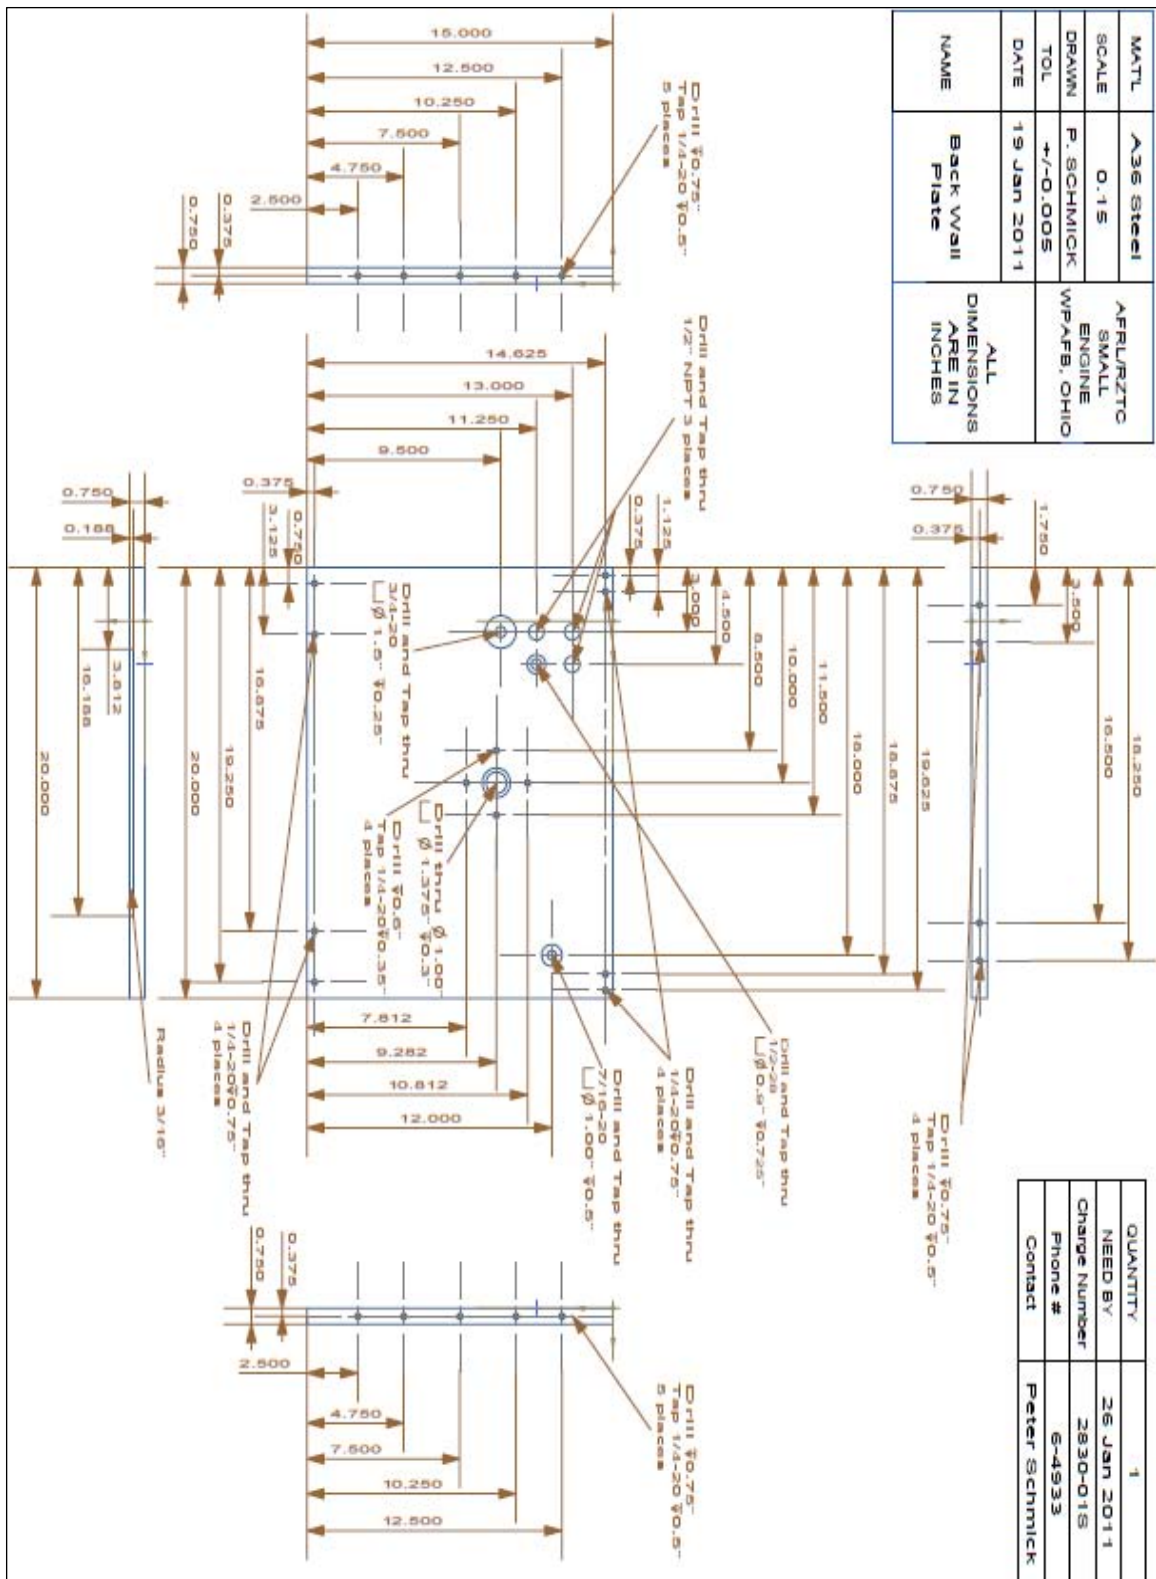 MAT'L A36 Steel AFRL/RZTC
SMALL
ENGINE
WPAFB, OHIO
SCALE 0.15
DRAWN P. SCHMICK
TOL +/-0.005
DATE 19 Jan 2011
NAME Back Wall
Plate
ALL
DIMENSIONS
ARE IN
INCHES
QUANTITY 1
NEED BY 26 Jan 2011
Charge Number 2830-01S
Phone # 6-4933
Contact Peter Schmick
0.750
0.375
1.750
3.500
16.500
18.250
Drill ↧0.75"
Tap 1/4-20 ↧0.5"
4 places
15.000
12.500
10.250
7.500
4.750
2.500
0.375
0.750
Drill ↧0.75"
Tap 1/4-20 ↧0.5"
5 places
14.625
13.000
11.250
9.500
0.375
Drill and Tap thru
1/2" NPT 3 places
1.125
0.375
3.000
4.500
8.500
10.000
11.500
18.000
18.875
19.625
Drill and Tap thru
1/2-28
⌴Ø0.9" ↧0.725"
Drill and Tap thru
1/4-20↧0.75"
4 places
Drill and Tap thru
7/16-20
⌴Ø 1.00" ↧0.5"
Drill and Tap thru
3/4-20
⌴Ø 1.5" ↧0.25"
Drill thru Ø 1.00"
⌴Ø 1.375" ↧0.3"
Drill ↧0.6"
Tap 1/4-20↧0.35"
4 places
7.812
9.282
10.812
12.000
0.750
3.125
16.875
19.250
20.000
Drill and Tap thru
1/4-20↧0.75"
4 places
0.750
0.188
3.812
16.188
20.000
Radius 3/16"
0.375
0.750
2.500
4.750
7.500
10.250
12.500
Drill ↧0.75"
Tap 1/4-20 ↧0.5"
5 places